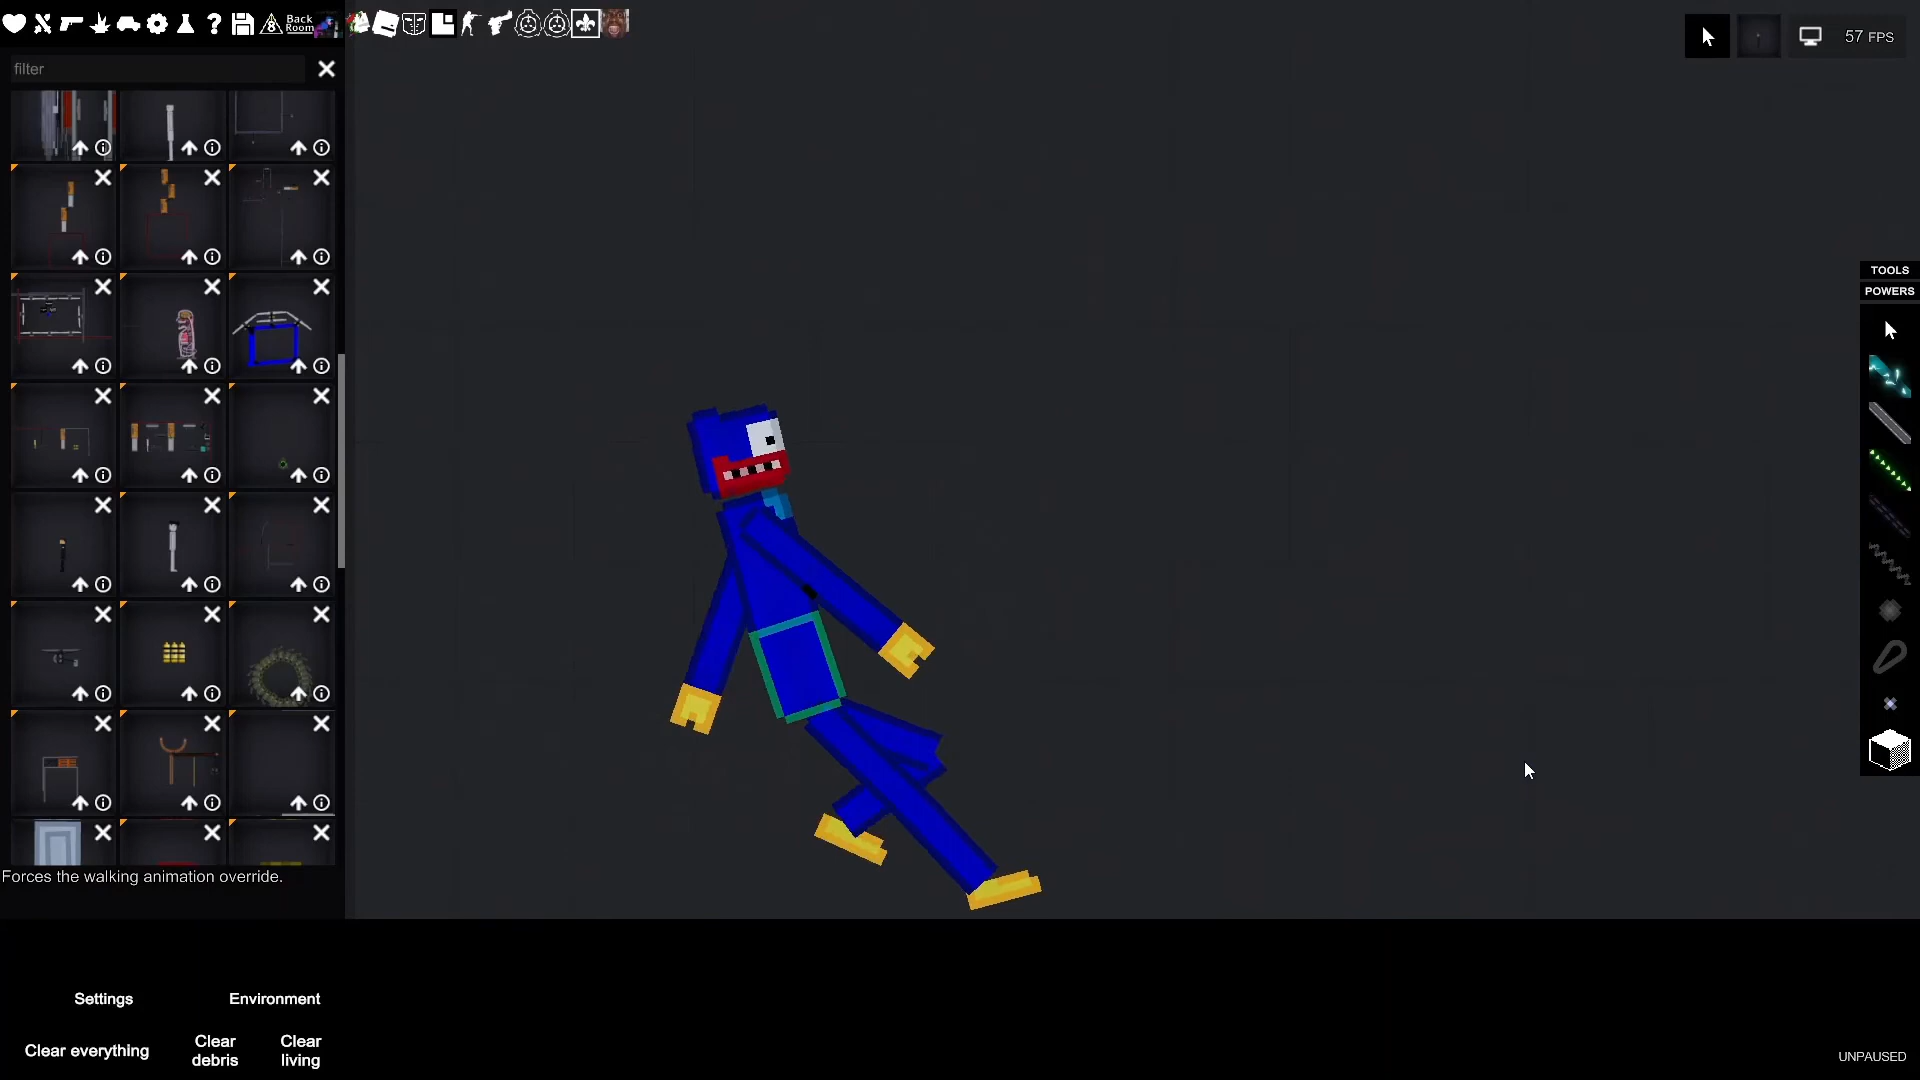 Back
Room
57 FPS
filter
TOOLS
POWERS
Forces the walking animation override.
Settings
Environment
Clear everything
Clear
debris
Clear
living
UNPAUSED